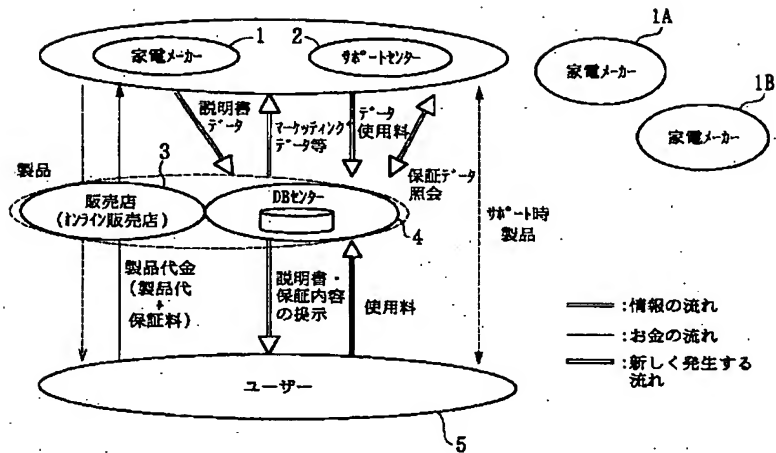 1
家電メーカー
2
サポートセンター
1A
家電メーカー
1B
家電メーカー
説明書
データ
マーケッティング
データ等
データ
使用料
保証データ
照会
製品
3
販売店
(オンライン販売店)
DBセンター
4
サポート時
製品
製品代金
(製品代
+
保証料)
説明書・
保証内容
の提示
使用料
:情報の流れ
:お金の流れ
:新しく発生する
流れ
ユーザー
5